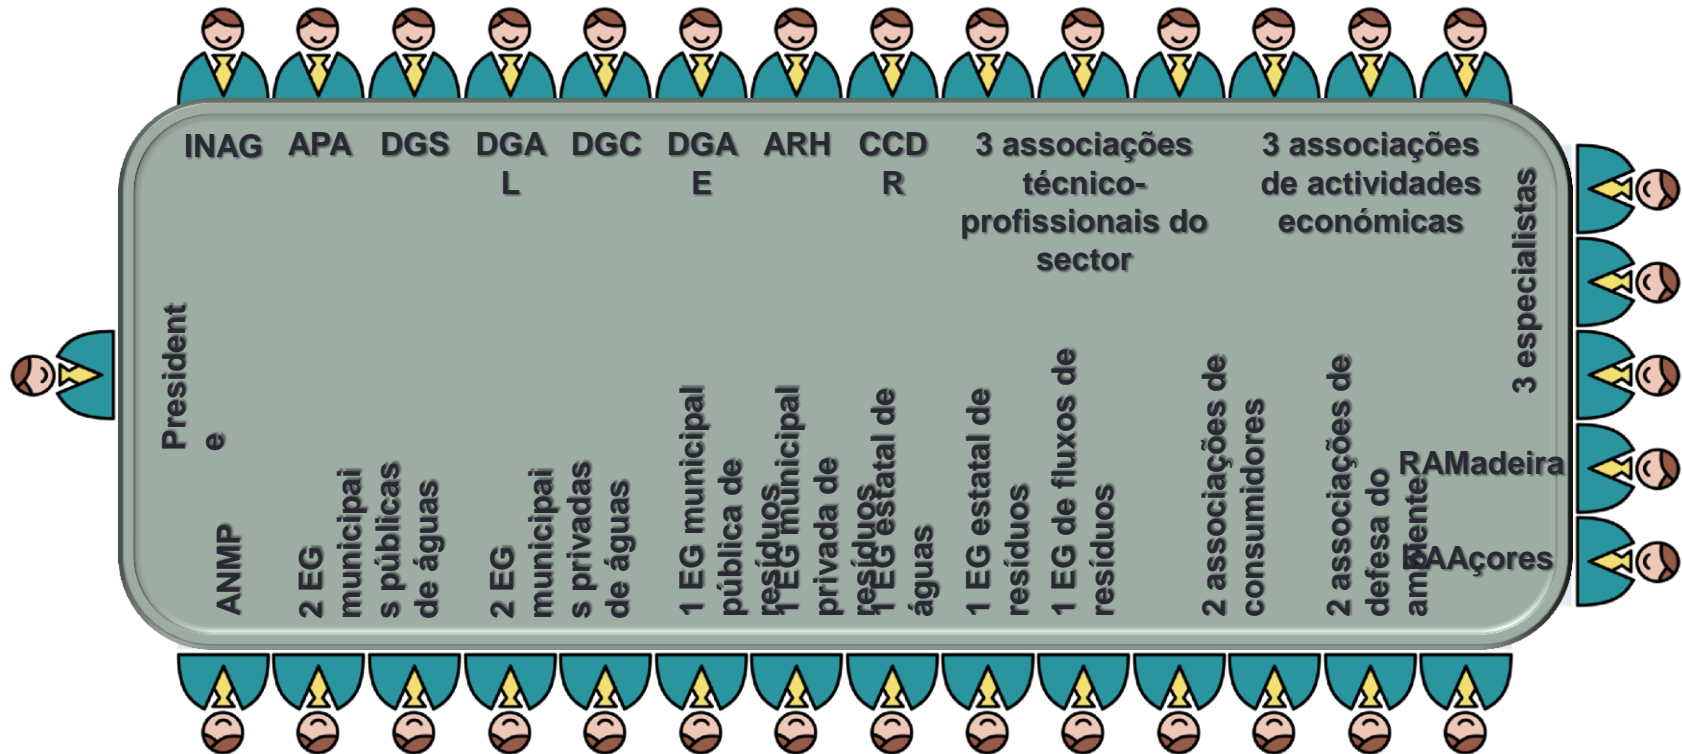 INAG
APA
DGS
DGA
L
DGC
DGA
E
ARH
CCD
R
3 associações
técnico-
profissionais do
sector
3 associações
de actividades
económicas
3 especialistas
RAMadeira
RAAçores
President
e
ANMP
2 EG
municipai
s públicas
de águas
2 EG
municipai
s privadas
de águas
1 EG municipal
pública de
resíduos
1 EG municipal
privada de
resíduos
1 EG estatal de
águas
1 EG estatal de
resíduos
1 EG de fluxos de
resíduos
2 associações de
consumidores
2 associações de
defesa do
ambiente